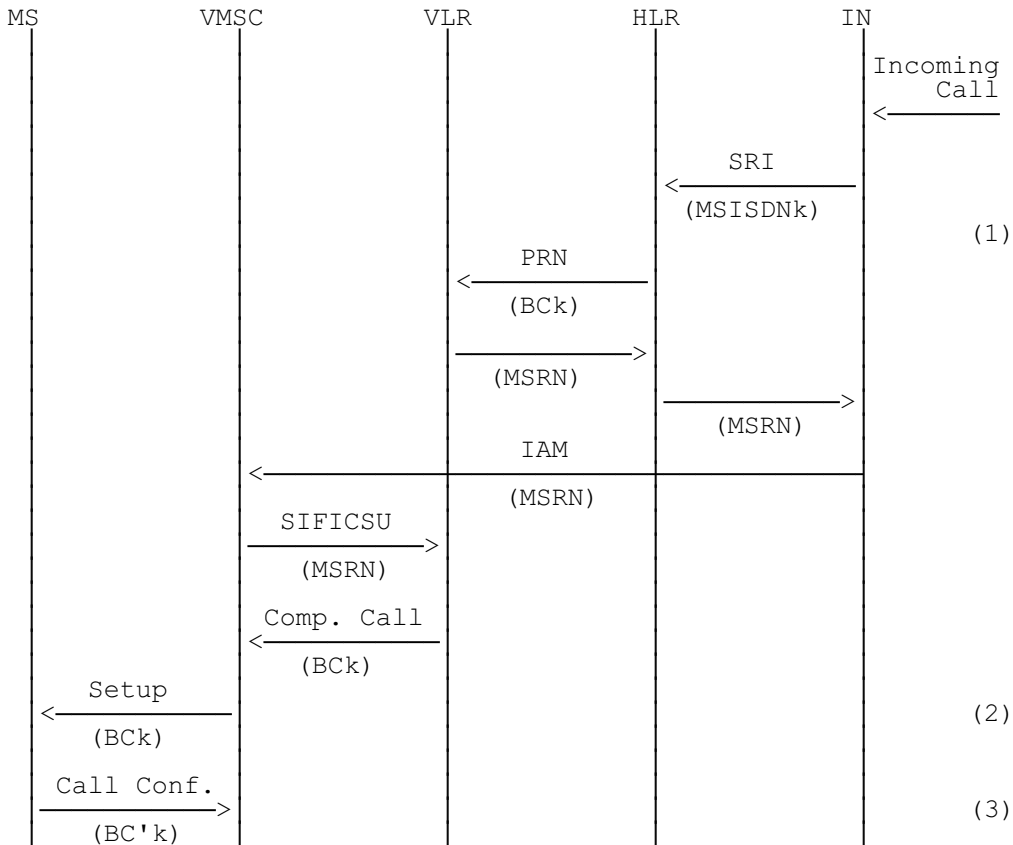 MS VMSC VLR HLR IN
Incoming
Call
SRI
(MSISDNk)
(1)
PRN
(BCk)
(MSRN)
(MSRN)
IAM
(MSRN)
SIFICSU
(MSRN)
Comp. Call
(BCk)
Setup
(2)
(BCk)
Call Conf.
(3)
(BC'k)